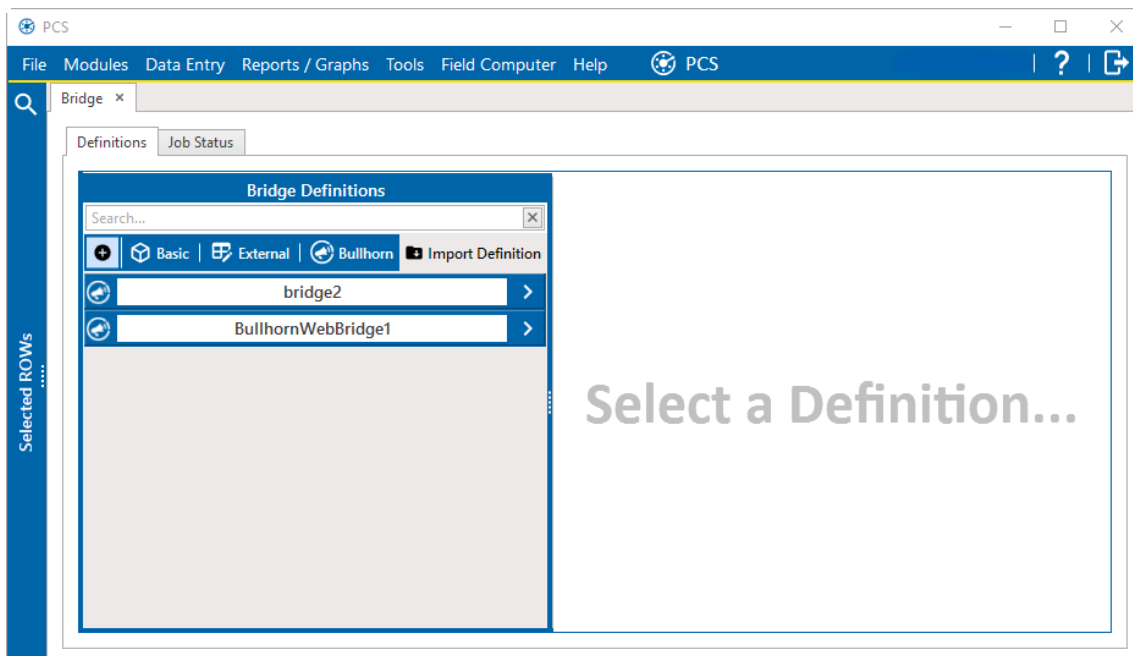 PCS
File Modules Data Entry Reports / Graphs Tools Field Computer Help PCS | ? |
Bridge ×
Definitions Job Status
Bridge Definitions
Search...
Basic | External | Bullhorn Import Definition
bridge2
BullhornWebBridge1
Selected ROWs
Select a Definition...